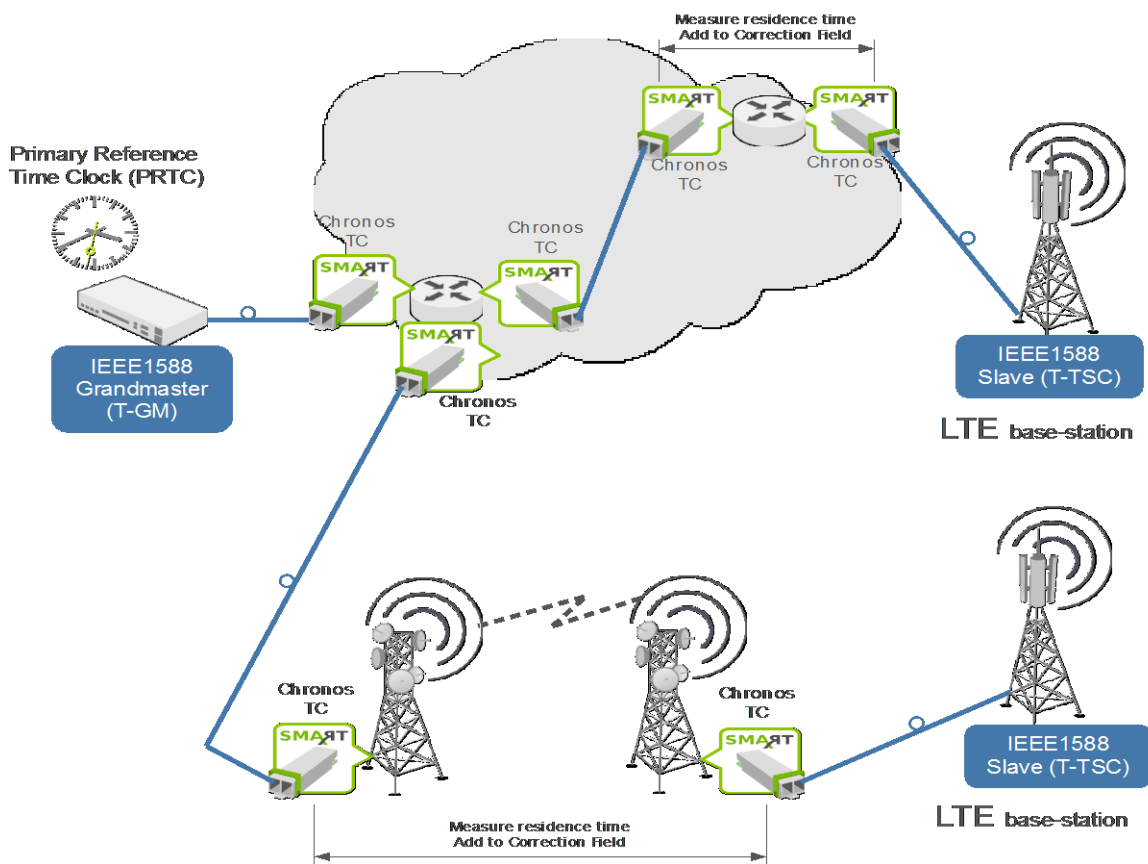 Measure residence time
Add to Correction Field
SMART
SMART
Chronos
TC
Chronos
TC
Primary Reference
Time Clock (PRTC)
Chronos
TC
Chronos
TC
SMART
SMART
SMART
Chronos
TC
IEEE1588
Grandmaster
(T-GM)
IEEE1588
Slave (T-TSC)
LTE base-station
Chronos
TC
SMART
Chronos
TC
SMART
IEEE1588
Slave (T-TSC)
LTE base-station
Measure residence time
Add to Correction Field